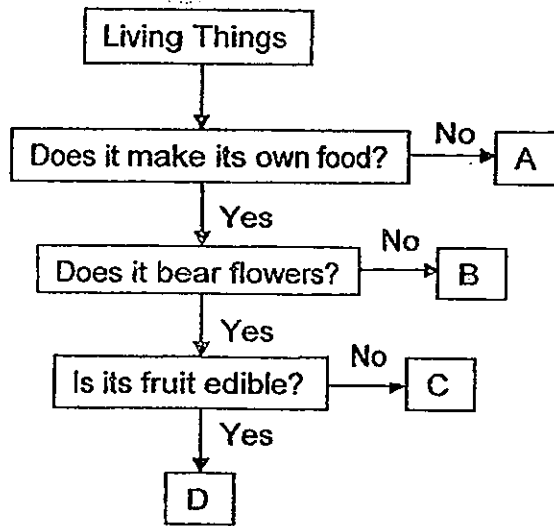 Living Things
Does it make its own food?
No
A
Yes
Does it bear flowers?
No
B
Yes
Is its fruit edible?
No
C
Yes
D